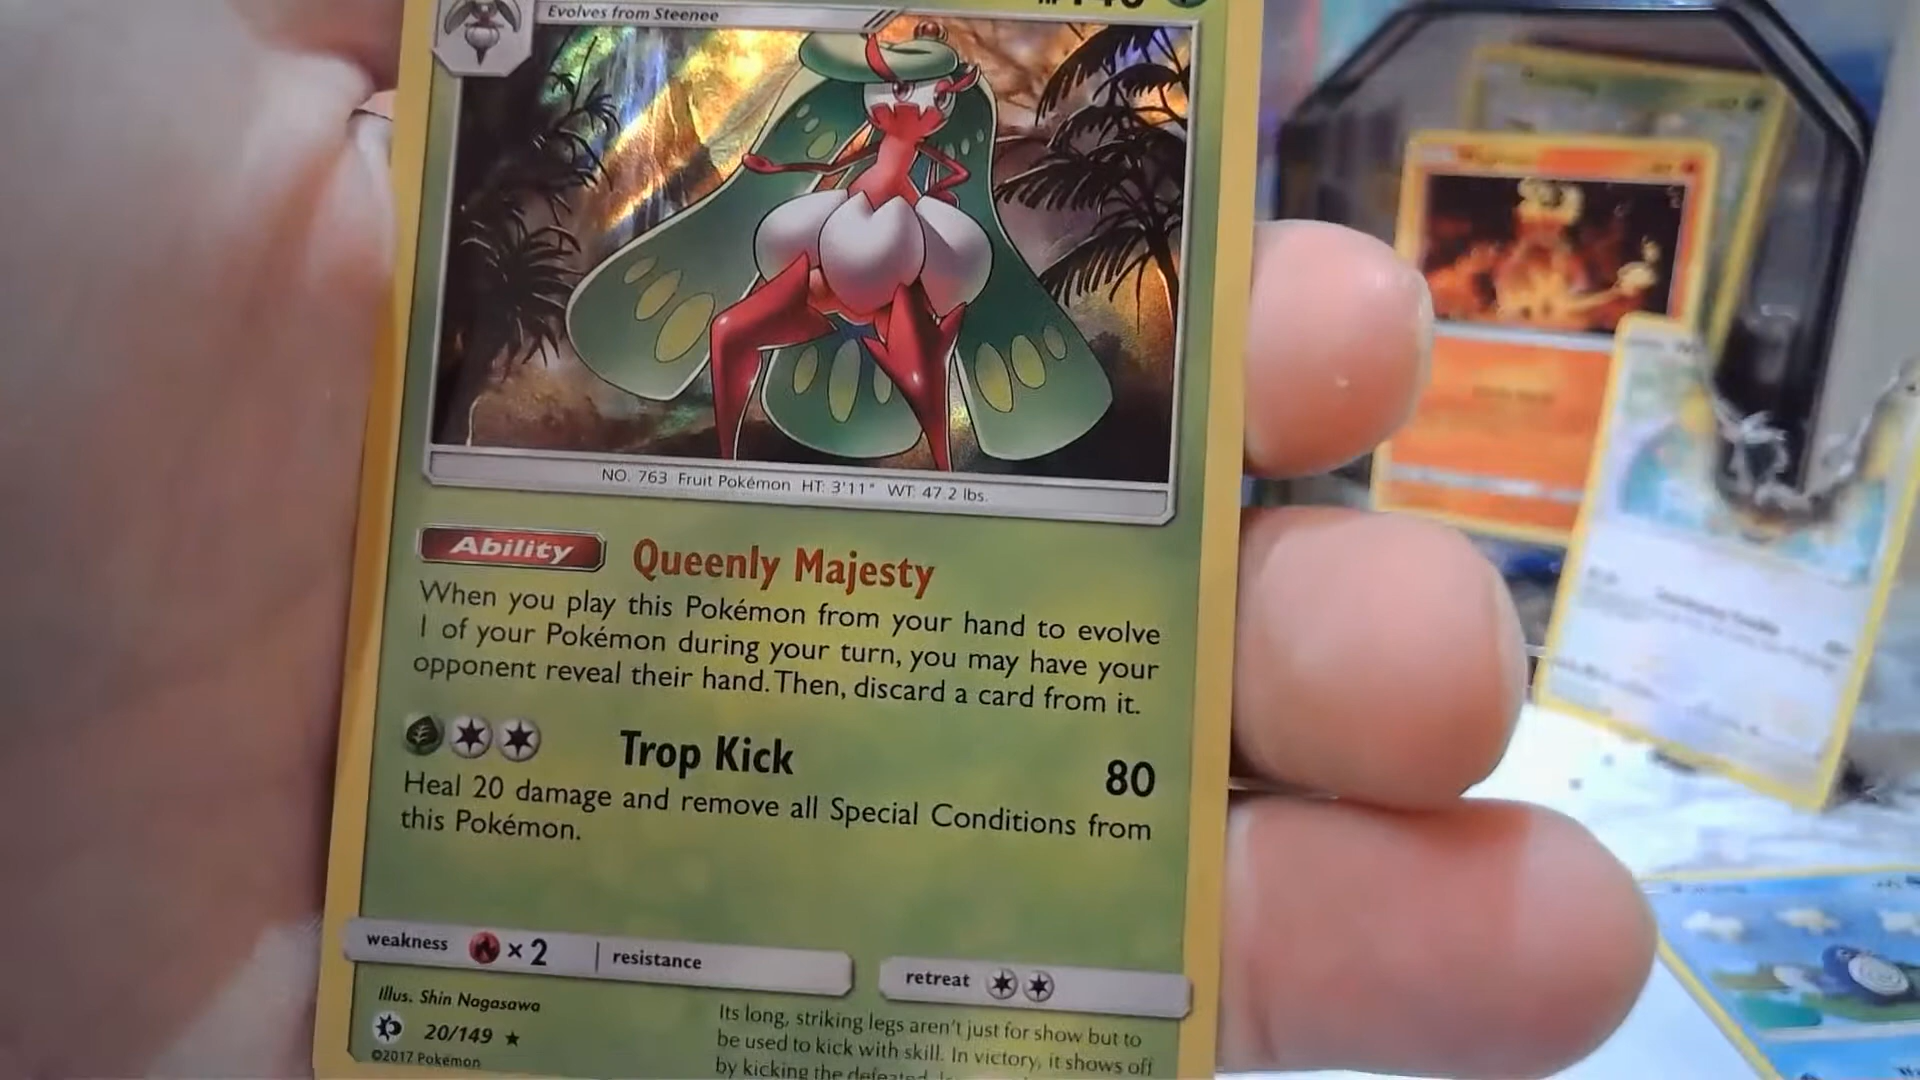 Evolves from Steenee
NO. 763 Fruit Pokémon HT: 3'11" WT: 47.2 lbs.
Ability Queenly Majesty
When you play this Pokémon from your hand to evolve
1 of your Pokémon during your turn, you may have your
opponent reveal their hand. Then, discard a card from it.
Trop Kick 80
Heal 20 damage and remove all Special Conditions from
this Pokémon.
weakness ×2 resistance
retreat
Illus. Shin Nagasawa
20/149
©2017 Pokémon
Its long, striking legs aren't just for show but to
be used to kick with skill. In victory, it shows off
by kicking the defeated,